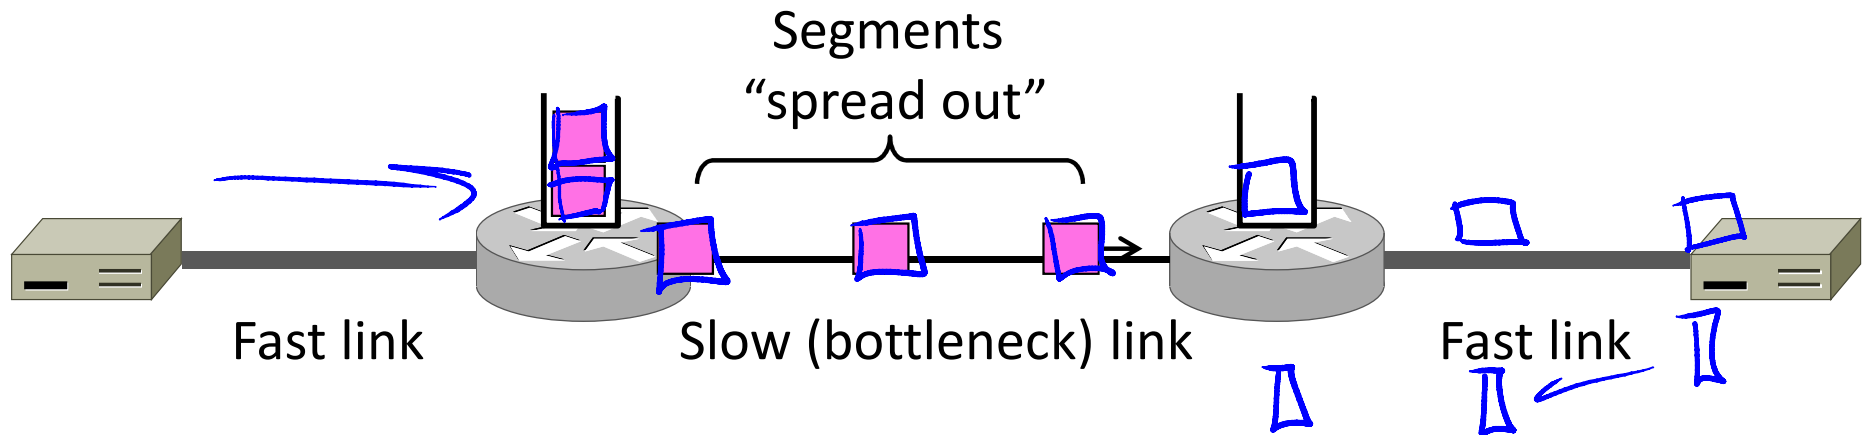 Segments
“spread out”
Fast link
Slow (bottleneck) link
Fast link